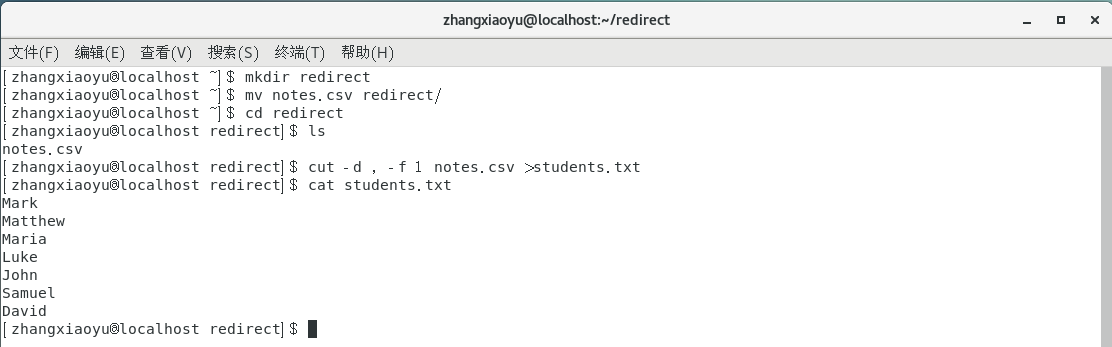 zhangxiaoyu@localhost:~/redirect
文件(F) 编辑(E) 查看(V) 搜索(S) 终端(T) 帮助(H)
[zhangxiaoyu@localhost ~]$ mkdir redirect
[zhangxiaoyu@localhost ~]$ mv notes.csv redirect/
[zhangxiaoyu@localhost ~]$ cd redirect
[zhangxiaoyu@localhost redirect]$ ls
notes.csv
[zhangxiaoyu@localhost redirect]$ cut -d , -f 1 notes.csv >students.txt
[zhangxiaoyu@localhost redirect]$ cat students.txt
Mark
Matthew
Maria
Luke
John
Samuel
David
[zhangxiaoyu@localhost redirect]$